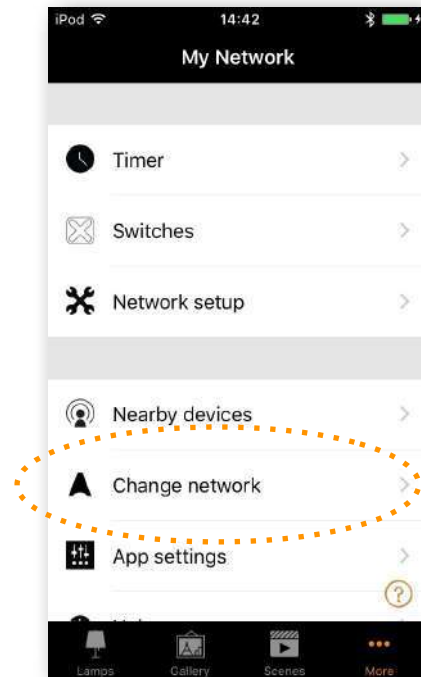 iPod 14:42
My Network
Timer
Switches
Network setup
Nearby devices
Change network
App settings
?
Lamps Gallery Scenes More